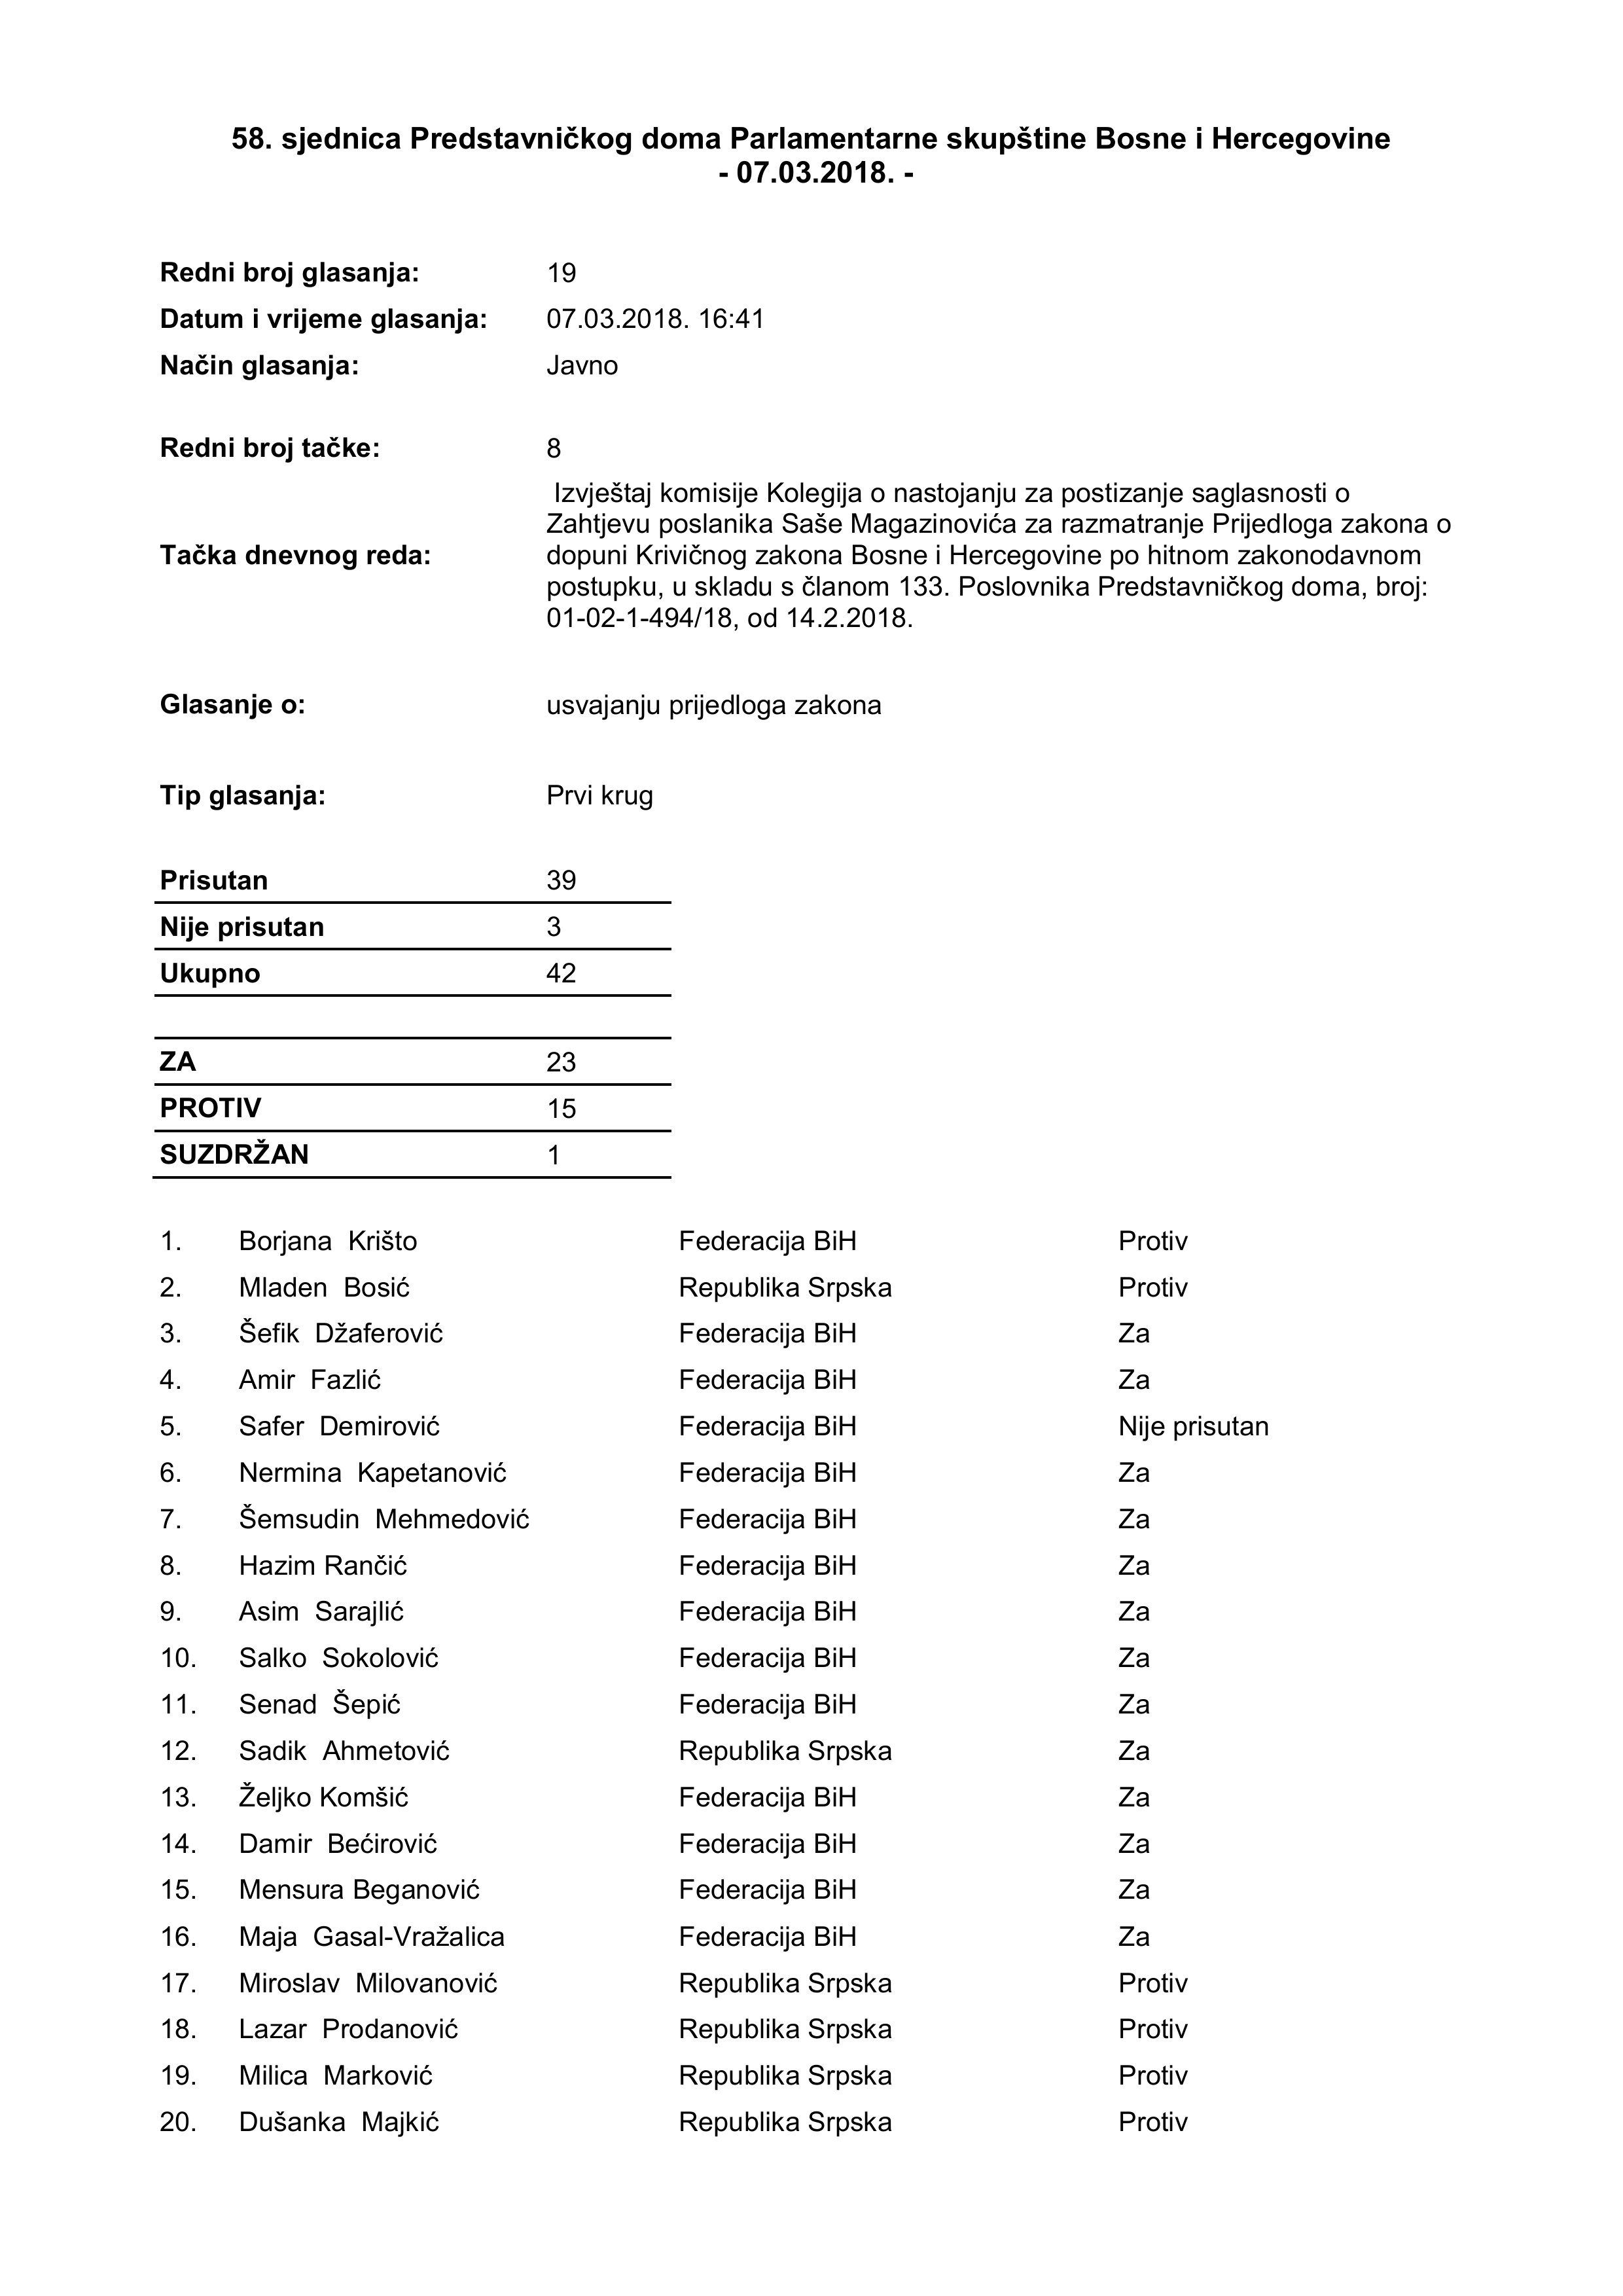 58. sjednica Predstavničkog doma Parlamentarne skupštine Bosne i Hercegovine
- 07.03.2018. -
Redni broj glasanja: 19
Datum i vrijeme glasanja: 07.03.2018. 16:41
Način glasanja: Javno
Redni broj tačke: 8
Tačka dnevnog reda: Izvještaj komisije Kolegija o nastojanju za postizanje saglasnosti o
Zahtjevu poslanika Saše Magazinovića za razmatranje Prijedloga zakona o
dopuni Krivičnog zakona Bosne i Hercegovine po hitnom zakonodavnom
postupku, u skladu s članom 133. Poslovnika Predstavničkog doma, broj:
01-02-1-494/18, od 14.2.2018.
Glasanje o: usvajanju prijedloga zakona
Tip glasanja: Prvi krug
Prisutan 39
Nije prisutan 3
Ukupno 42
ZA 23
PROTIV 15
SUZDRŽAN 1
1. Borjana Krišto Federacija BiH Protiv
2. Mladen Bosić Republika Srpska Protiv
3. Šefik Džaferović Federacija BiH Za
4. Amir Fazlić Federacija BiH Za
5. Safer Demirović Federacija BiH Nije prisutan
6. Nermina Kapetanović Federacija BiH Za
7. Šemsudin Mehmedović Federacija BiH Za
8. Hazim Rančić Federacija BiH Za
9. Asim Sarajlić Federacija BiH Za
10. Salko Sokolović Federacija BiH Za
11. Senad Šepić Federacija BiH Za
12. Sadik Ahmetović Republika Srpska Za
13. Željko Komšić Federacija BiH Za
14. Damir Bećirović Federacija BiH Za
15. Mensura Beganović Federacija BiH Za
16. Maja Gasal-Vražalica Federacija BiH Za
17. Miroslav Milovanović Republika Srpska Protiv
18. Lazar Prodanović Republika Srpska Protiv
19. Milica Marković Republika Srpska Protiv
20. Dušanka Majkić Republika Srpska Protiv